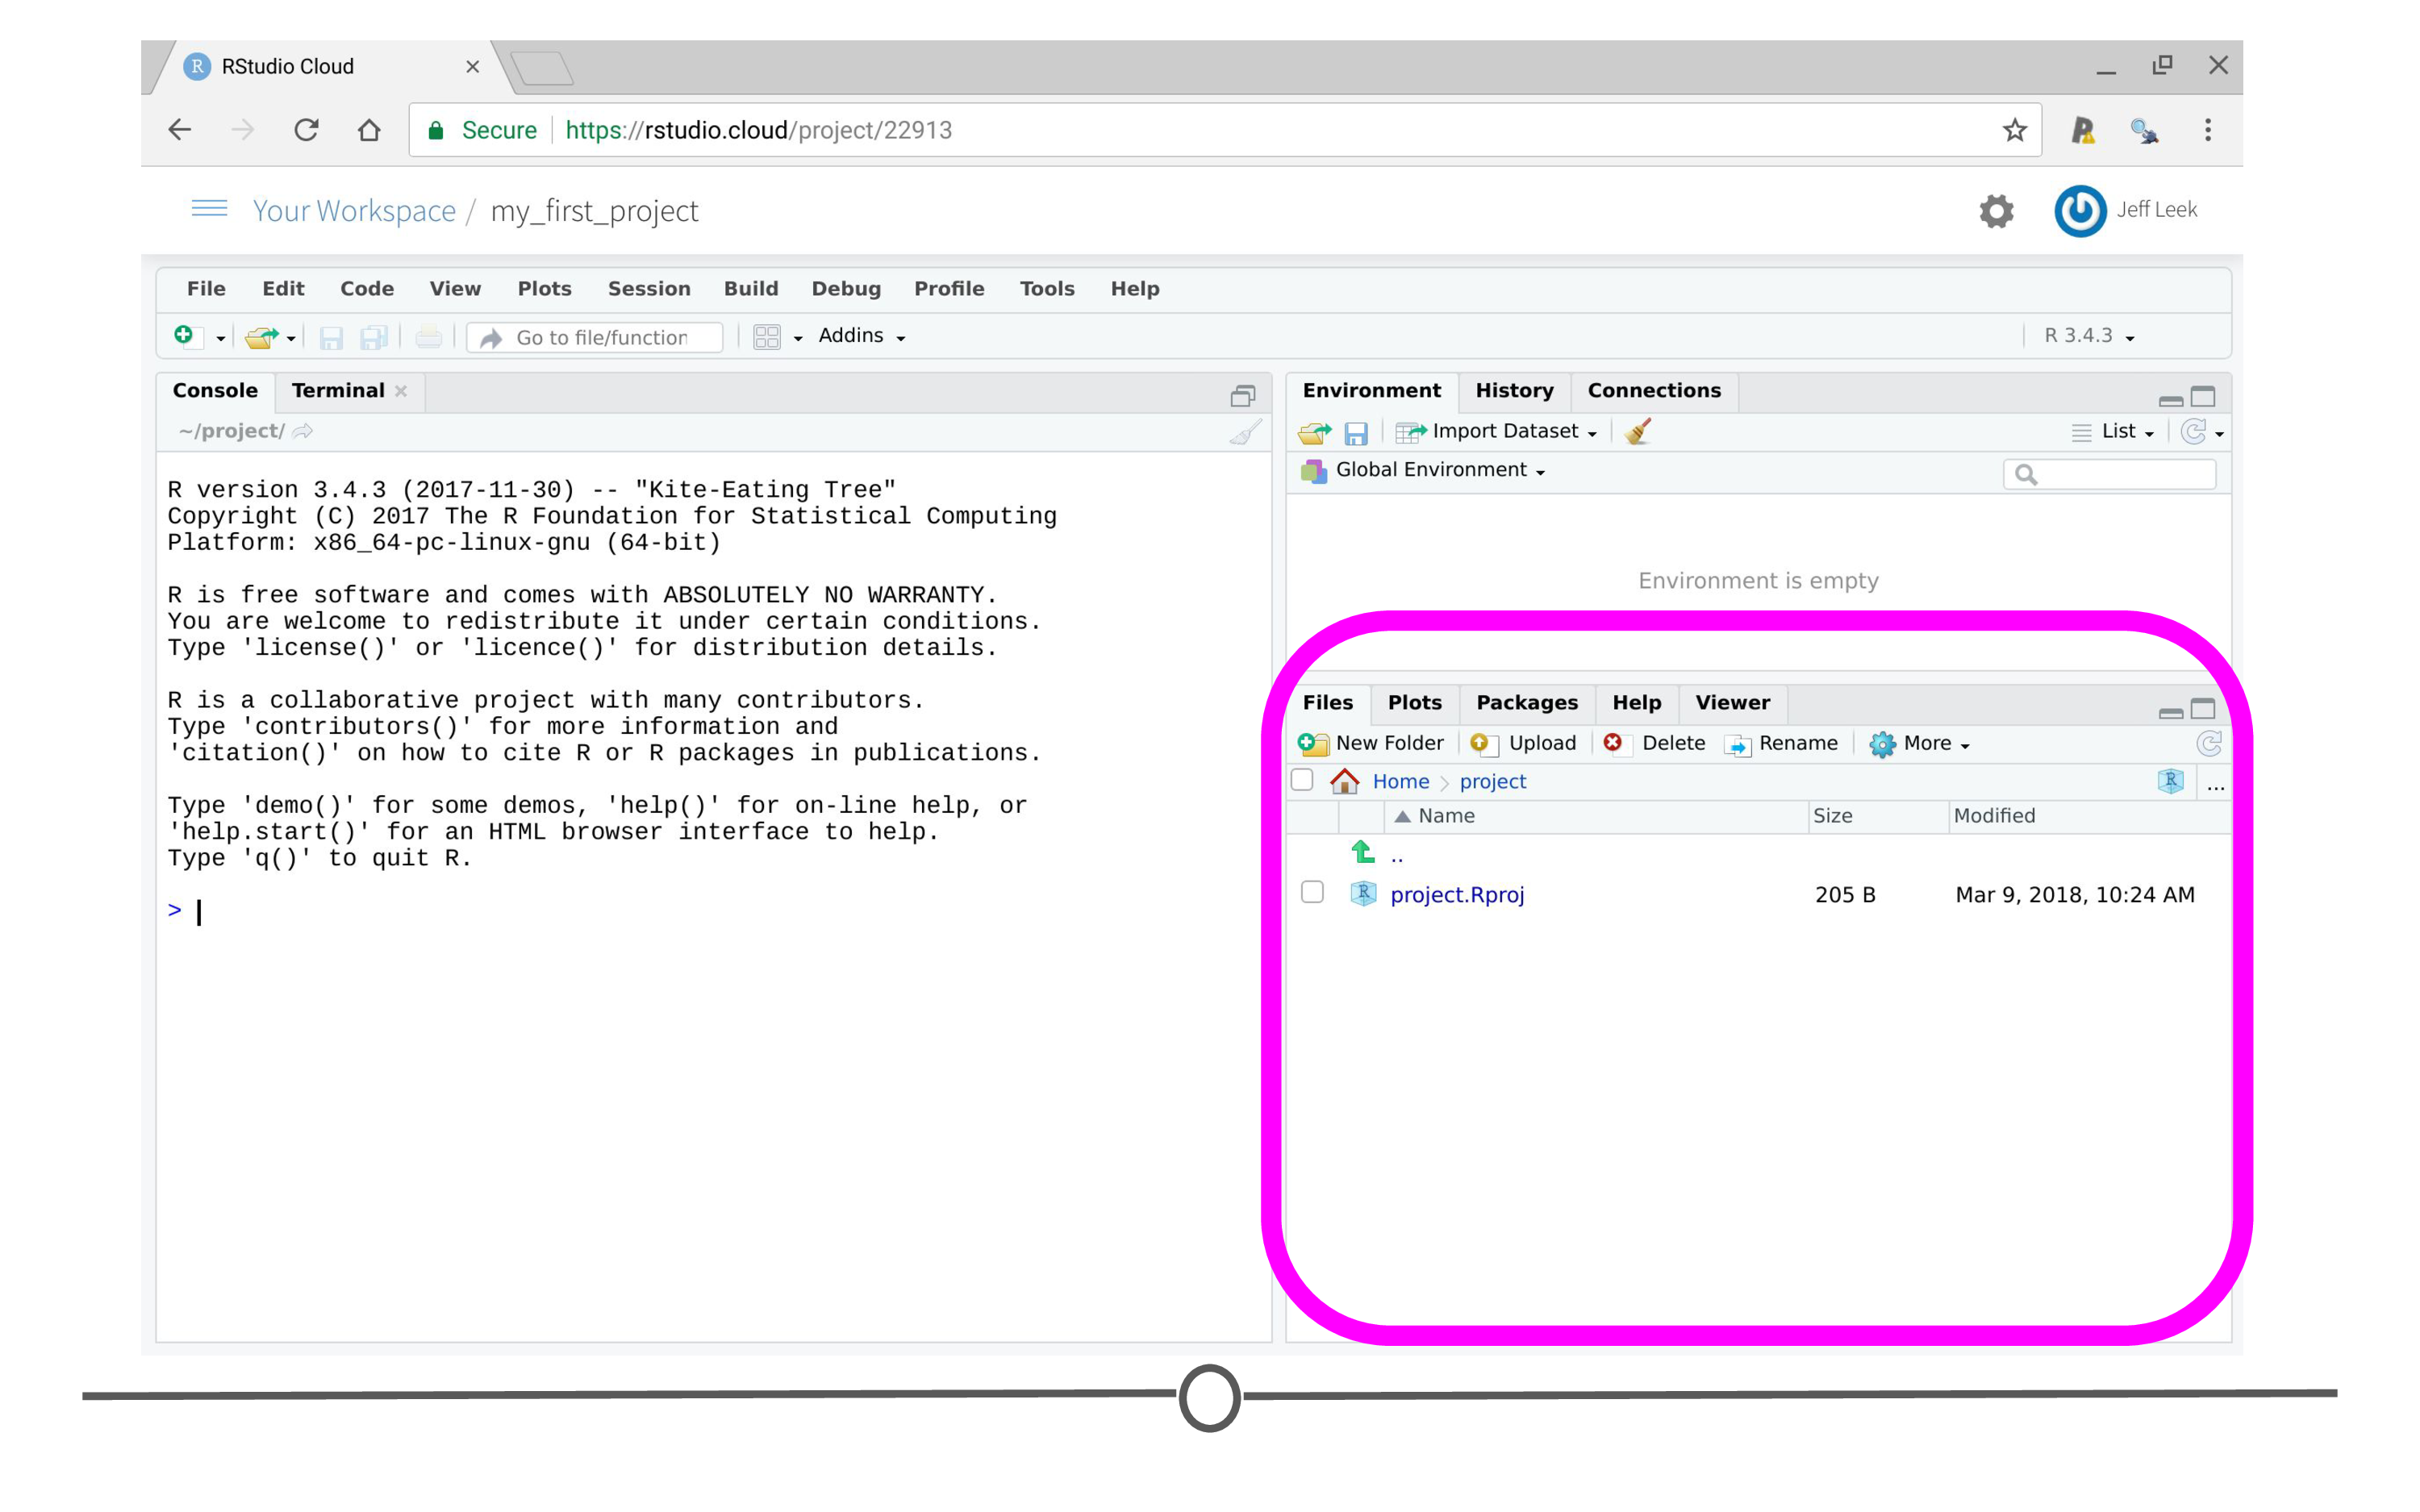 RStudio Cloud
Secure https://rstudio.cloud/project/22913
Your Workspace / my_first_project
Jeff Leek
File Edit Code View Plots Session Build Debug Profile Tools Help
Go to file/function Addins
R 3.4.3
Console Terminal
~/project/
R version 3.4.3 (2017-11-30) -- "Kite-Eating Tree"
Copyright (C) 2017 The R Foundation for Statistical Computing
Platform: x86_64-pc-linux-gnu (64-bit)
R is free software and comes with ABSOLUTELY NO WARRANTY.
You are welcome to redistribute it under certain conditions.
Type 'license()' or 'licence()' for distribution details.
R is a collaborative project with many contributors.
Type 'contributors()' for more information and
'citation()' on how to cite R or R packages in publications.
Type 'demo()' for some demos, 'help()' for on-line help, or
'help.start()' for an HTML browser interface to help.
Type 'q()' to quit R.
>
Environment History Connections
Import Dataset List
Global Environment
Environment is empty
Files Plots Packages Help Viewer
New Folder Upload Delete Rename More
Home > project ...
Name Size Modified
..
project.Rproj 205 B Mar 9, 2018, 10:24 AM